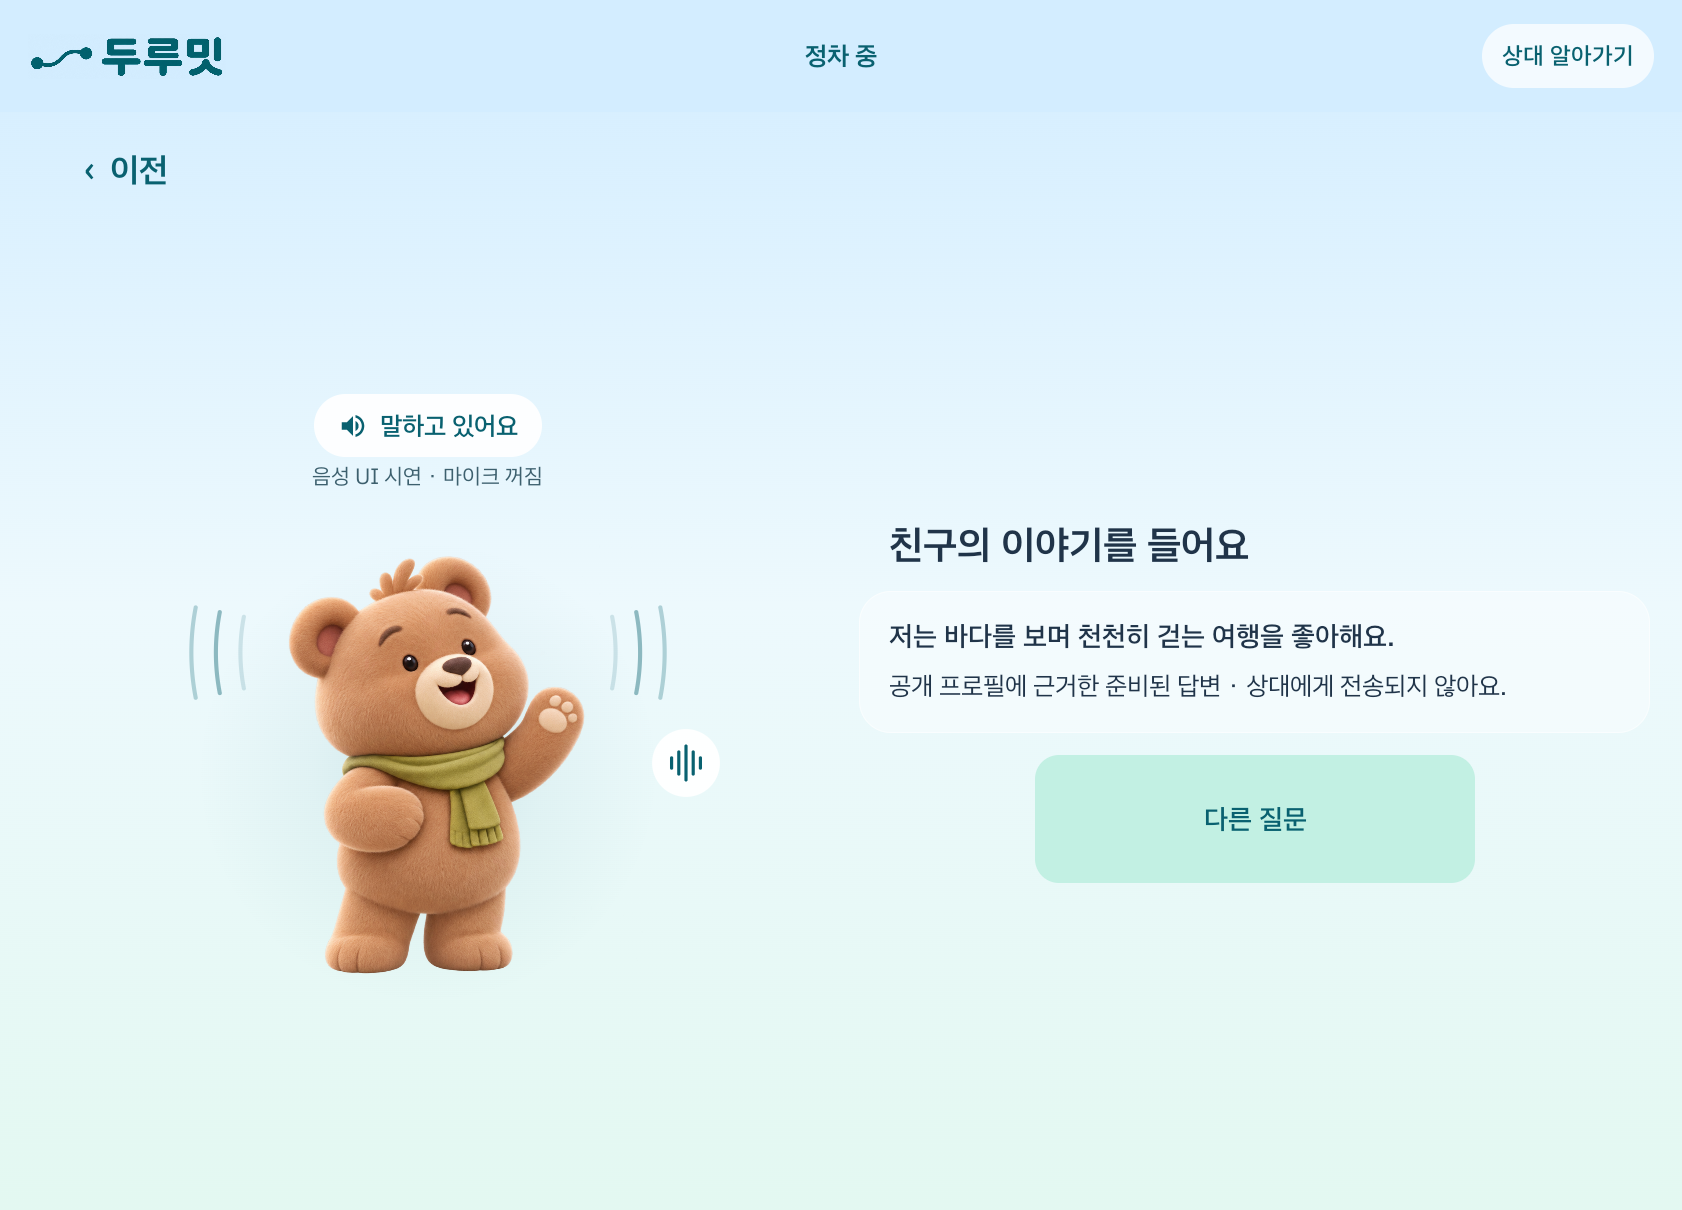 두루밋
정차 중
상대 알아가기
‹ 이전
말하고 있어요
음성 UI 시연 · 마이크 꺼짐
친구의 이야기를 들어요
저는 바다를 보며 천천히 걷는 여행을 좋아해요.
공개 프로필에 근거한 준비된 답변 · 상대에게 전송되지 않아요.
다른 질문